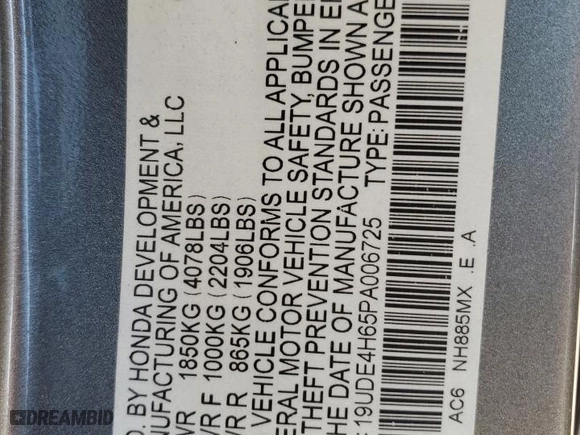 D. BY HONDA DEVELOPMENT &
NUFACTURING OF AMERICA, LLC
VR 1850KG (4078LBS)
VR F 1000KG (2204LBS)
VR R 865KG (1906LBS)
VEHICLE CONFORMS TO ALL APPLICA
ERAL MOTOR VEHICLE SAFETY, BUMPE
THEFT PREVENTION STANDARDS IN E
HE DATE OF MANUFACTURE SHOWN A
: 19UDE4H65PA006725 TYPE: PASSENGE
AC6 NH885MX .E .A
DREAMBID